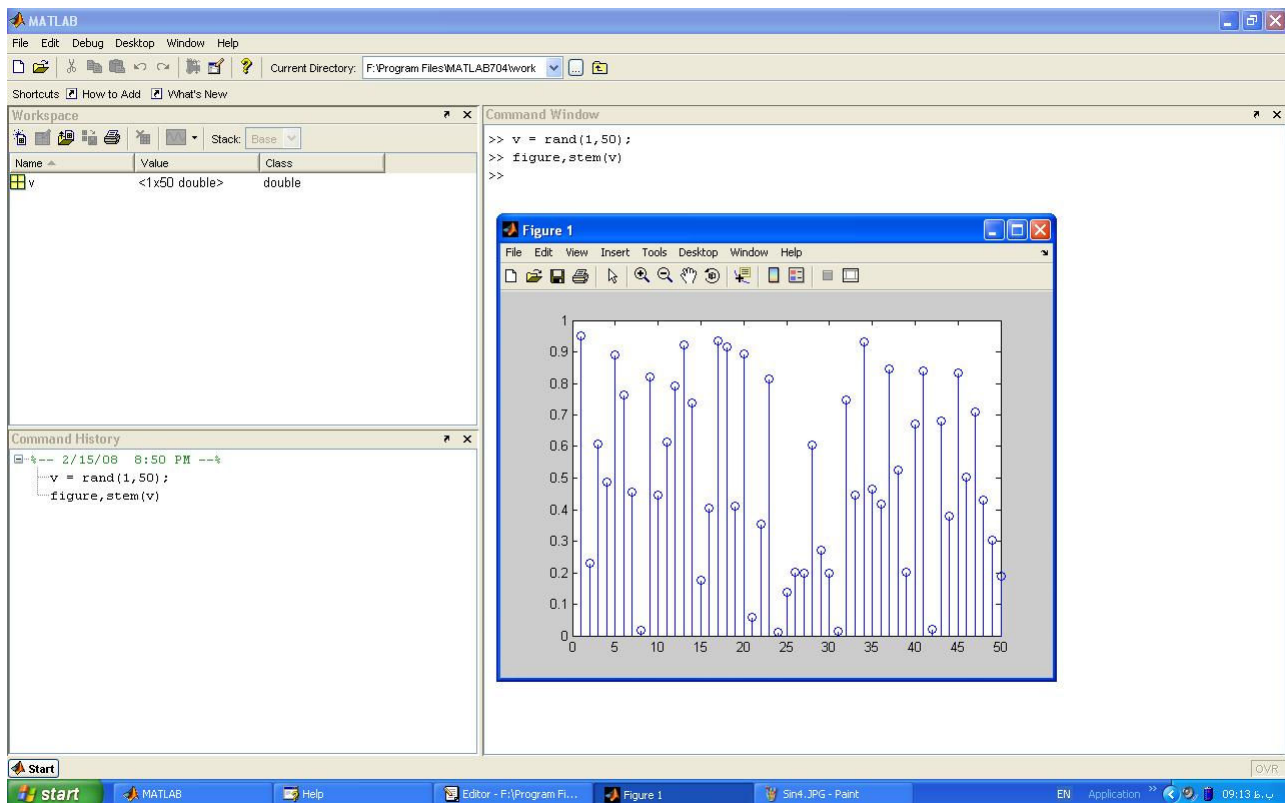 MATLAB
File Edit Debug Desktop Window Help
Current Directory: F:\Program Files\MATLAB704\work
Shortcuts How to Add What's New
Workspace
Stack: Base
Name Value Class
v <1x50 double> double
Command History
%-- 2/15/08 8:50 PM --%
v = rand(1,50);
figure,stem(v)
Command Window
>> v = rand(1,50);
>> figure,stem(v)
>>
Figure 1
File Edit View Insert Tools Desktop Window Help
1
0.9
0.8
0.7
0.6
0.5
0.4
0.3
0.2
0.1
0
0 5 10 15 20 25 30 35 40 45 50
Start
OVR
start MATLAB Help Editor - F:\Program Fi... Figure 1 Sin4.JPG - Paint EN Application » 09:13 ب.ظ